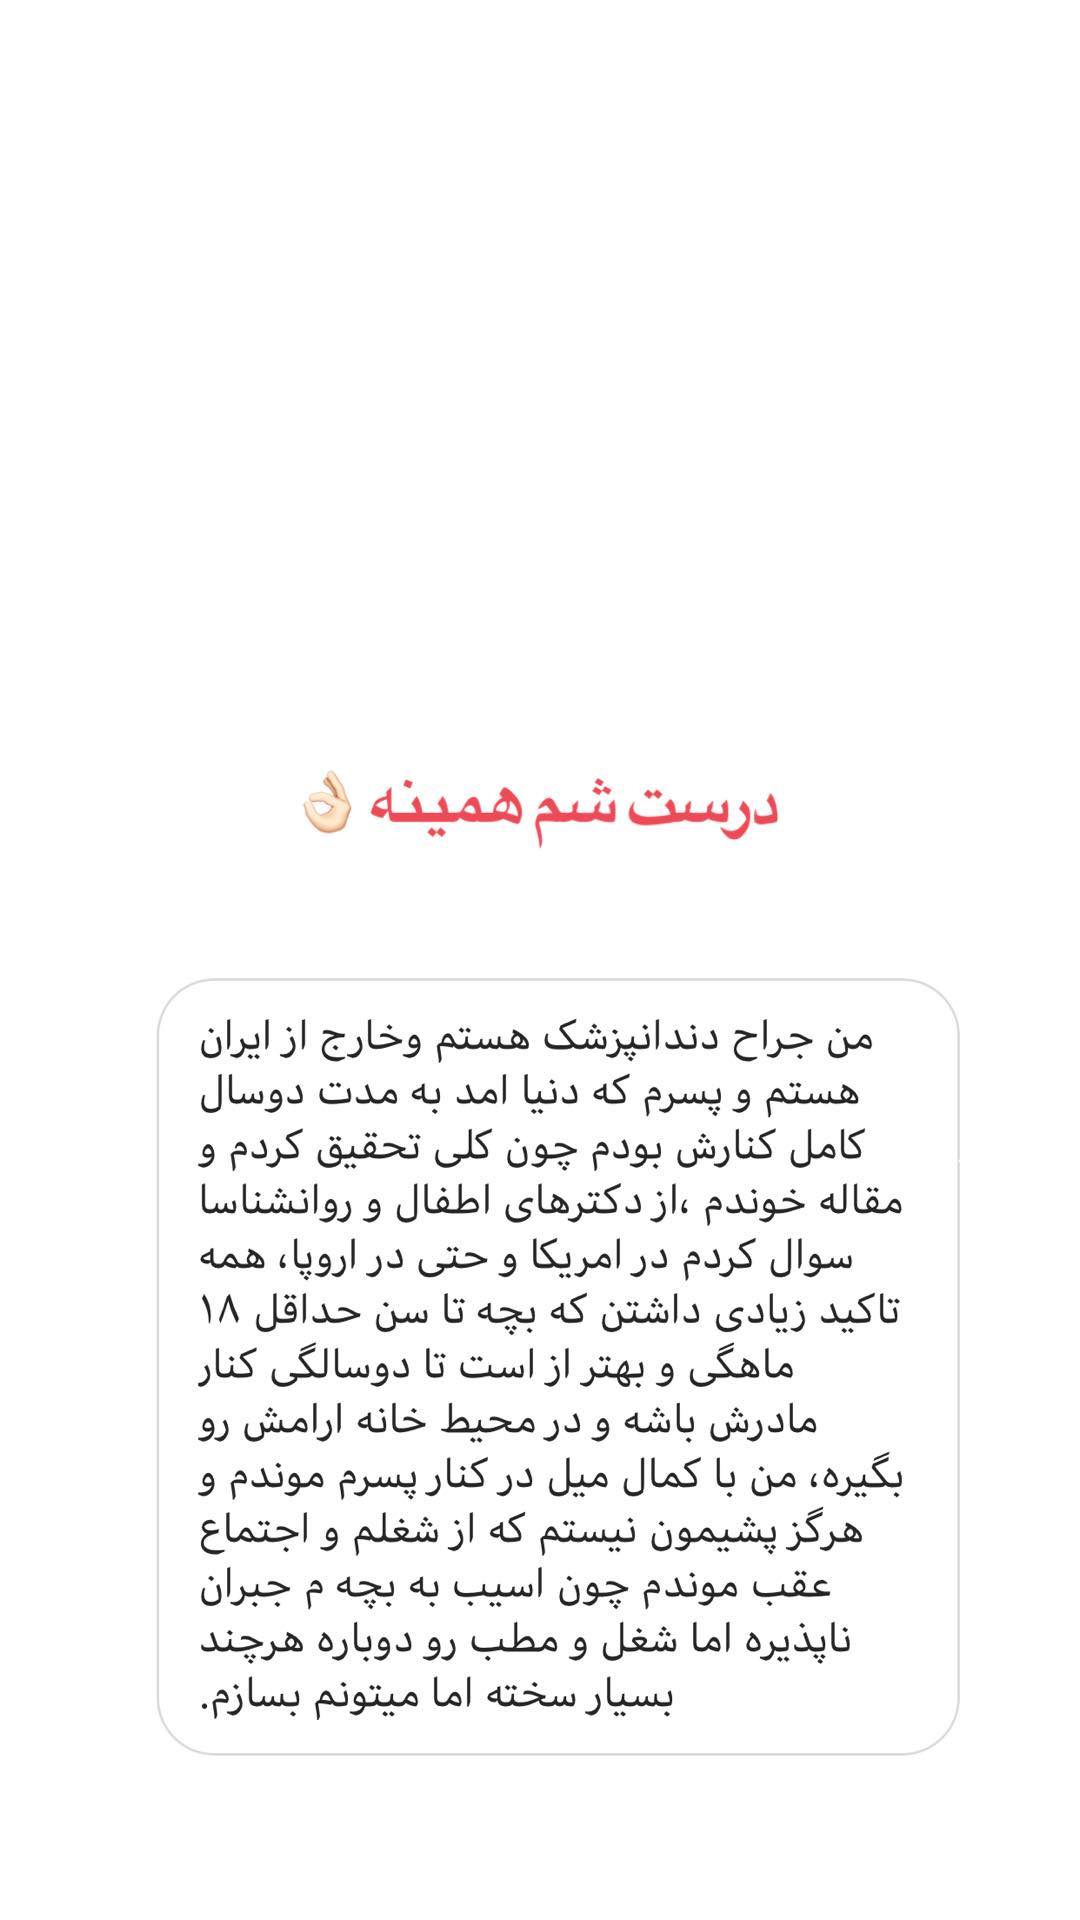 درست شم همینه 👌🏻
من جراح دندانپزشک هستم وخارج از ایران
هستم و پسرم که دنیا امد به مدت دوسال
کامل کنارش بودم چون کلی تحقیق کردم و
مقاله خوندم ،از دکترهای اطفال و روانشناسا
سوال کردم در امریکا و حتی در اروپا، همه
تاکید زیادی داشتن که بچه تا سن حداقل ۱۸
ماهگی و بهتر از است تا دوسالگی کنار
مادرش باشه و در محیط خانه ارامش رو
بگیره، من با کمال میل در کنار پسرم موندم و
هرگز پشیمون نیستم که از شغلم و اجتماع
عقب موندم چون اسیب به بچه م جبران
ناپذیره اما شغل و مطب رو دوباره هرچند
بسیار سخته اما میتونم بسازم.